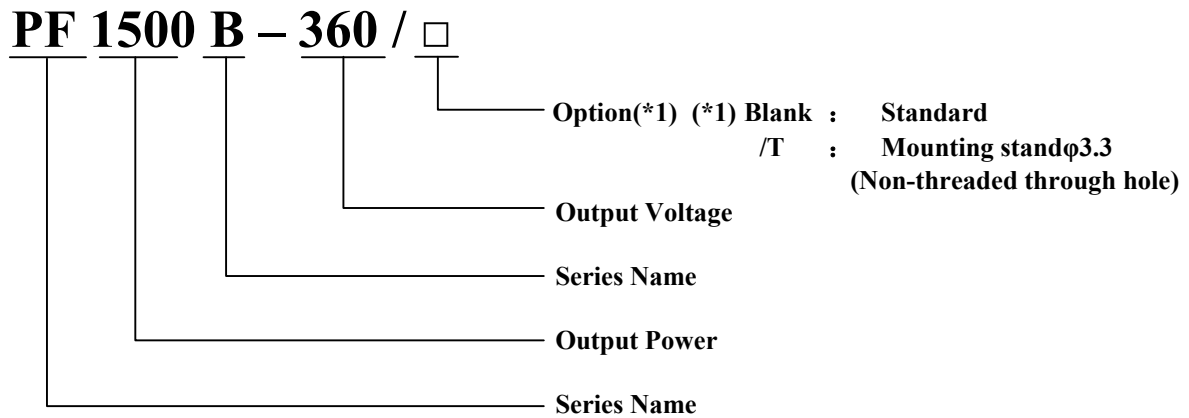 PF 1500 B – 360 / □
Option(*1) (*1) Blank : Standard
/T : Mounting standφ3.3
(Non-threaded through hole)
Output Voltage
Series Name
Output Power
Series Name